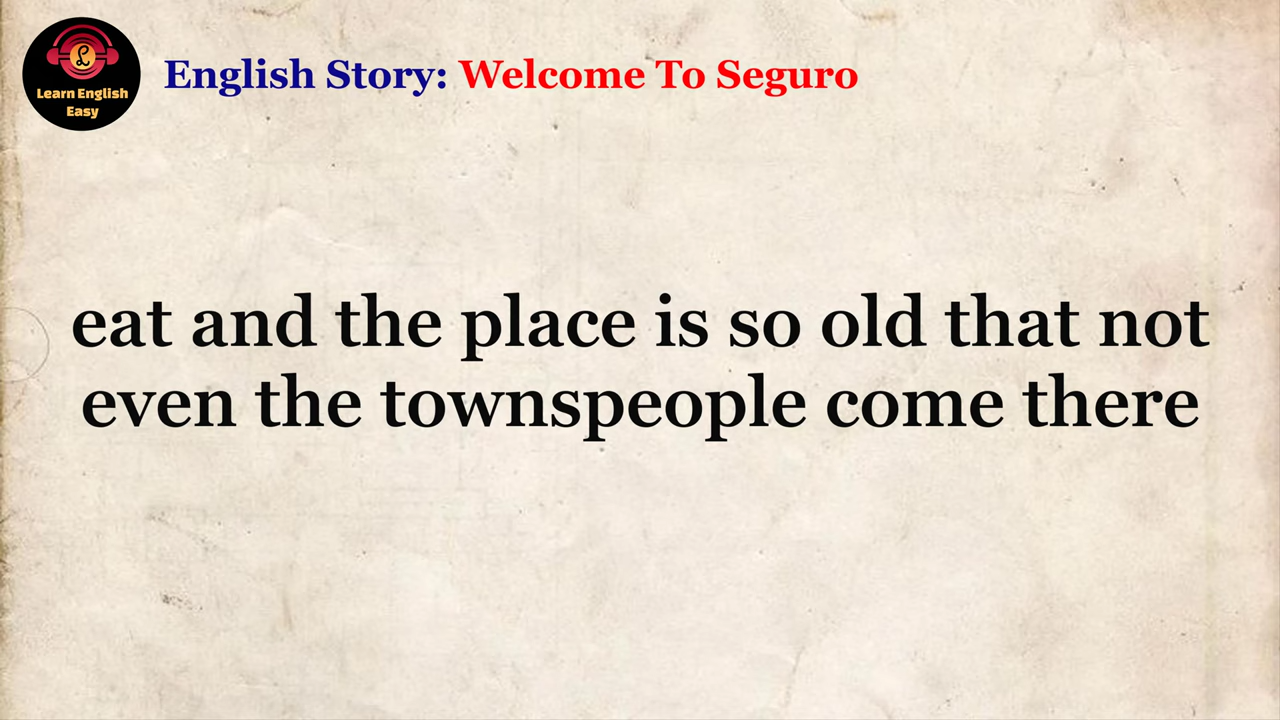 Learn English
Easy
English Story: Welcome To Seguro
eat and the place is so old that not
even the townspeople come there